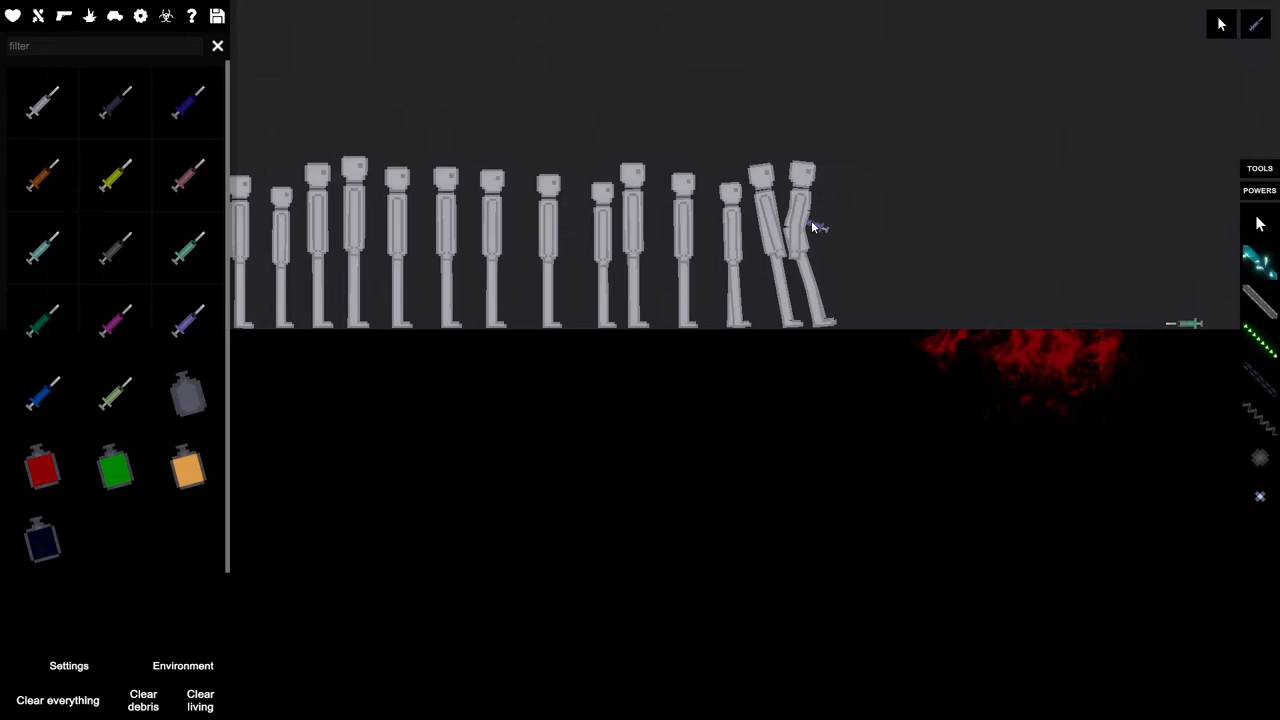 filter
TOOLS
POWERS
Settings
Environment
Clear everything
Clear
debris
Clear
living